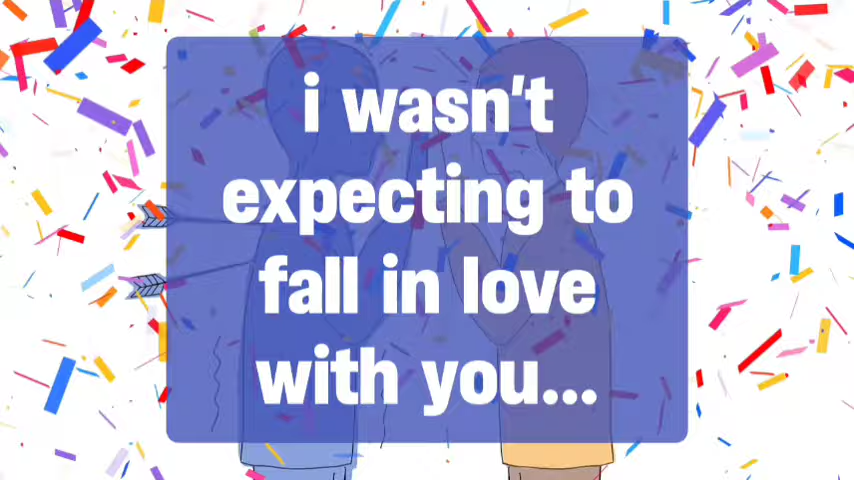 i wasn't
expecting to
fall in love
with you...